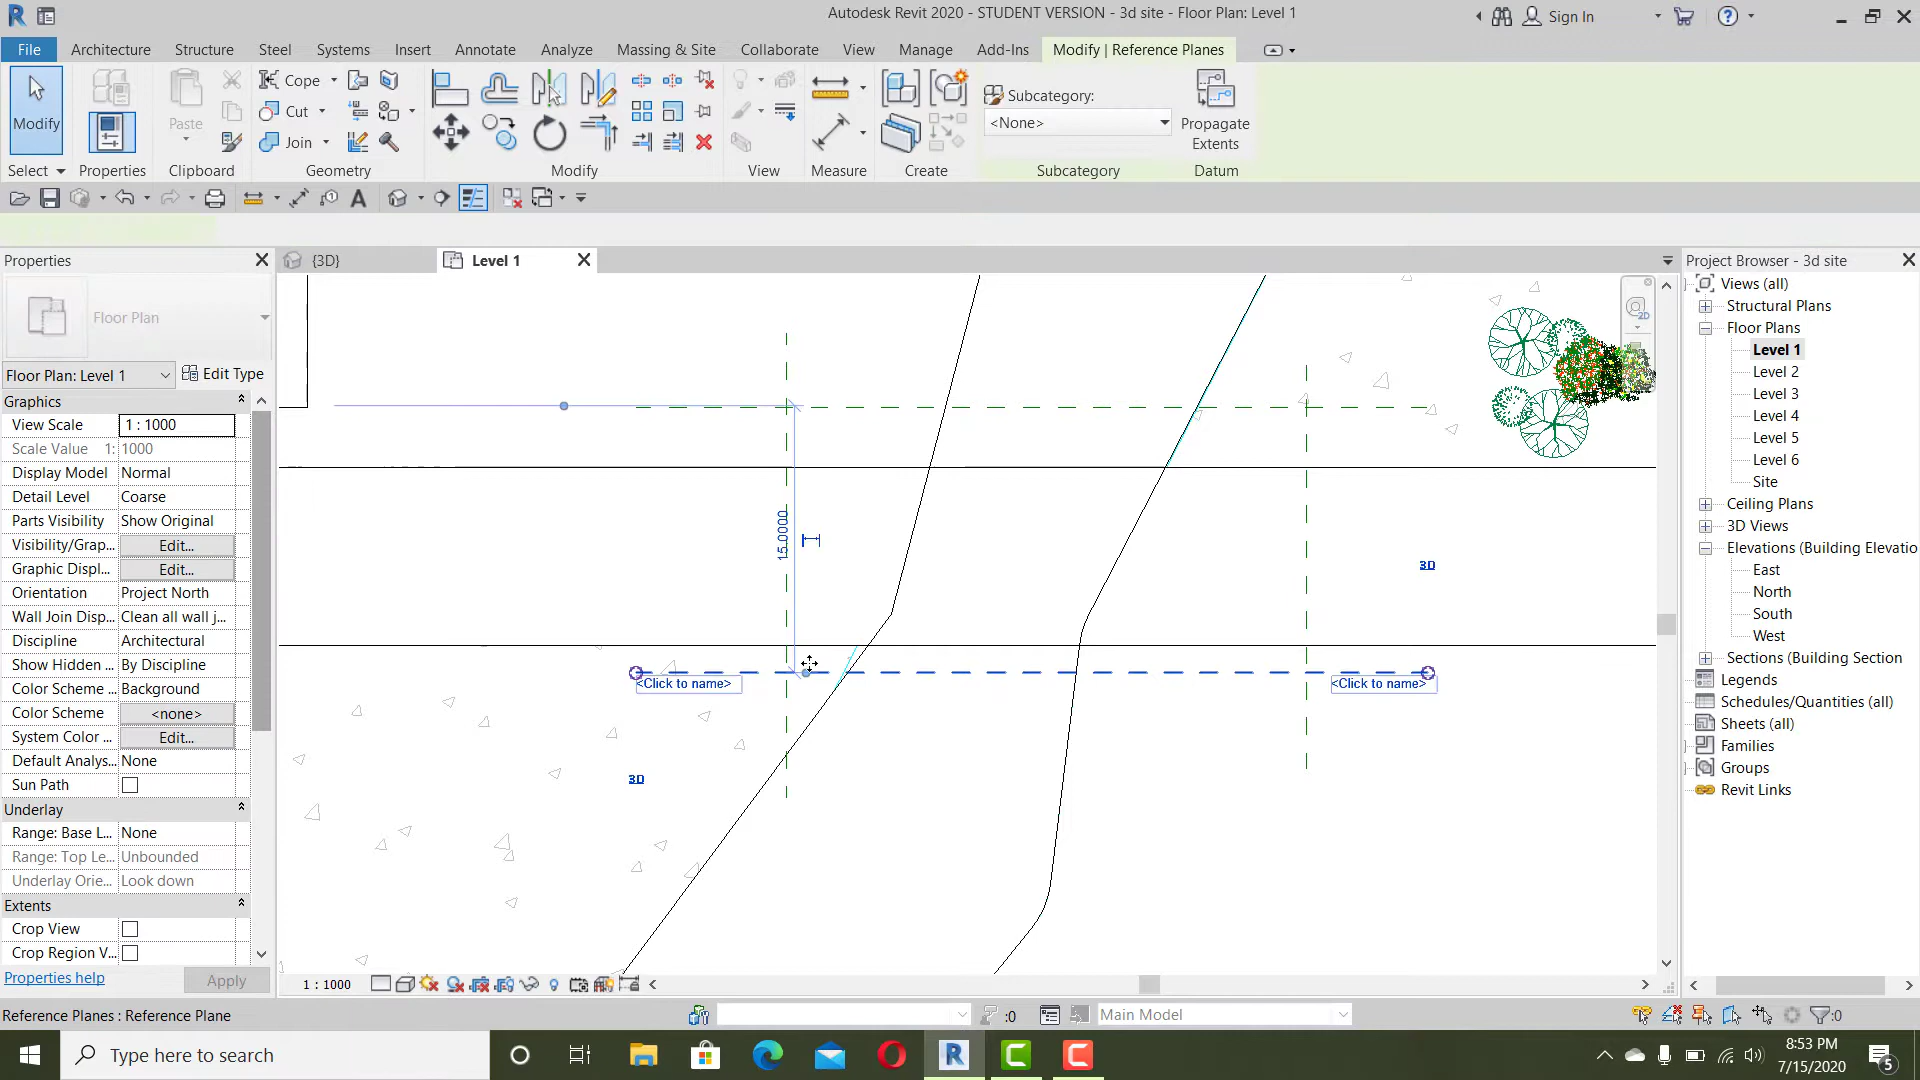 Autodesk Revit 2020 - STUDENT VERSION - 3d site - Floor Plan: Level 1
Sign In
File
Architecture
Structure
Steel
Systems
Insert
Annotate
Analyze
Massing & Site
Collaborate
View
Manage
Add-Ins
Modify | Reference Planes
Modify
Paste
Cope
Cut
Join
Subcategory:
<None>
Propagate
Extents
Select
Properties
Clipboard
Geometry
Modify
View
Measure
Create
Subcategory
Datum
Properties
{3D}
Level 1
Project Browser - 3d site
Floor Plan
Floor Plan: Level 1
Edit Type
Graphics
View Scale
1 : 1000
Scale Value 1:
1000
Display Model
Normal
Detail Level
Coarse
Parts Visibility
Show Original
Visibility/Grap...
Edit...
Graphic Displ...
Edit...
Orientation
Project North
Wall Join Disp...
Clean all wall j...
Discipline
Architectural
Show Hidden ...
By Discipline
Color Scheme ...
Background
Color Scheme
<none>
System Color ...
Edit...
Default Analys...
None
Sun Path
Underlay
Range: Base L...
None
Range: Top Le...
Unbounded
Underlay Orie...
Look down
Extents
Crop View
Crop Region V...
Properties help
Apply
15.0000
3D
<Click to name>
<Click to name>
3D
2D
Views (all)
Structural Plans
Floor Plans
Level 1
Level 2
Level 3
Level 4
Level 5
Level 6
Site
Ceiling Plans
3D Views
Elevations (Building Elevatio
East
North
South
West
Sections (Building Section
Legends
Schedules/Quantities (all)
Sheets (all)
Families
Groups
Revit Links
1 : 1000
Reference Planes : Reference Plane
:0
Main Model
:0
Type here to search
8:53 PM
7/15/2020
5